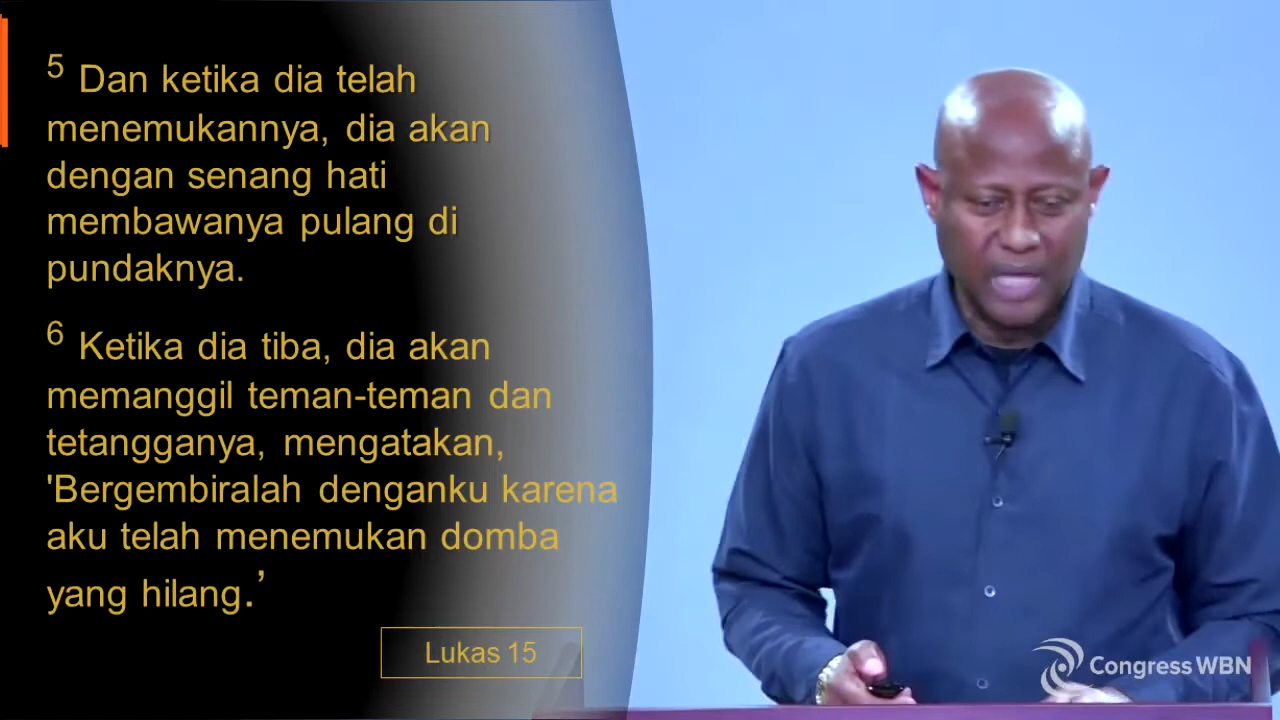 5 Dan ketika dia telah
menemukannya, dia akan
dengan senang hati
membawanya pulang di
pundaknya.
6 Ketika dia tiba, dia akan
memanggil teman-teman dan
tetangganya, mengatakan,
'Bergembiralah denganku karena
aku telah menemukan domba
yang hilang.’
Lukas 15
Congress WBN